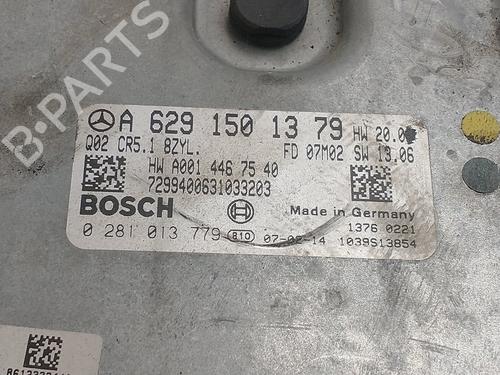 B-PARTS
A 629 150 13 79 HW 20.0
Q02 CR5.1 8ZYL. FD 07M02 SW 13.06
HW A001 446 75 40
7299400631033203
BOSCH
Made in Germany
1376 0221
0 281 013 779 810 07-02-14 1039S13854